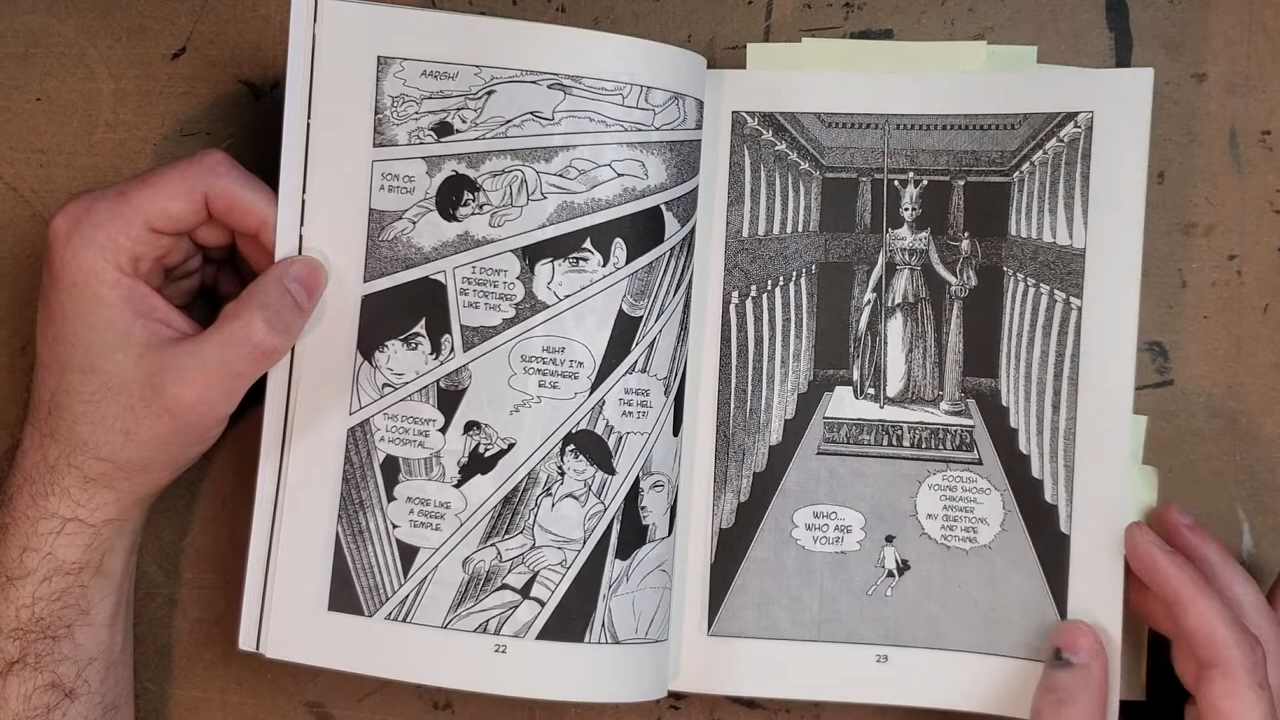 AARGH!
SON OF
A BITCH!
I DON'T
DESERVE TO
BE TORTURED
LIKE THIS...
HUH?
SUDDENLY I'M
SOMEWHERE
ELSE.
THIS DOESN'T
LOOK LIKE
A HOSPITAL...
MORE LIKE
A GREEK
TEMPLE.
WHERE
THE HELL
AM I?!
22
WHO...
WHO ARE
YOU?!
FOOLISH
YOUNG SHOGO
CHIKAISHI...
ANSWER
MY QUESTIONS,
AND HIDE
NOTHING.
23